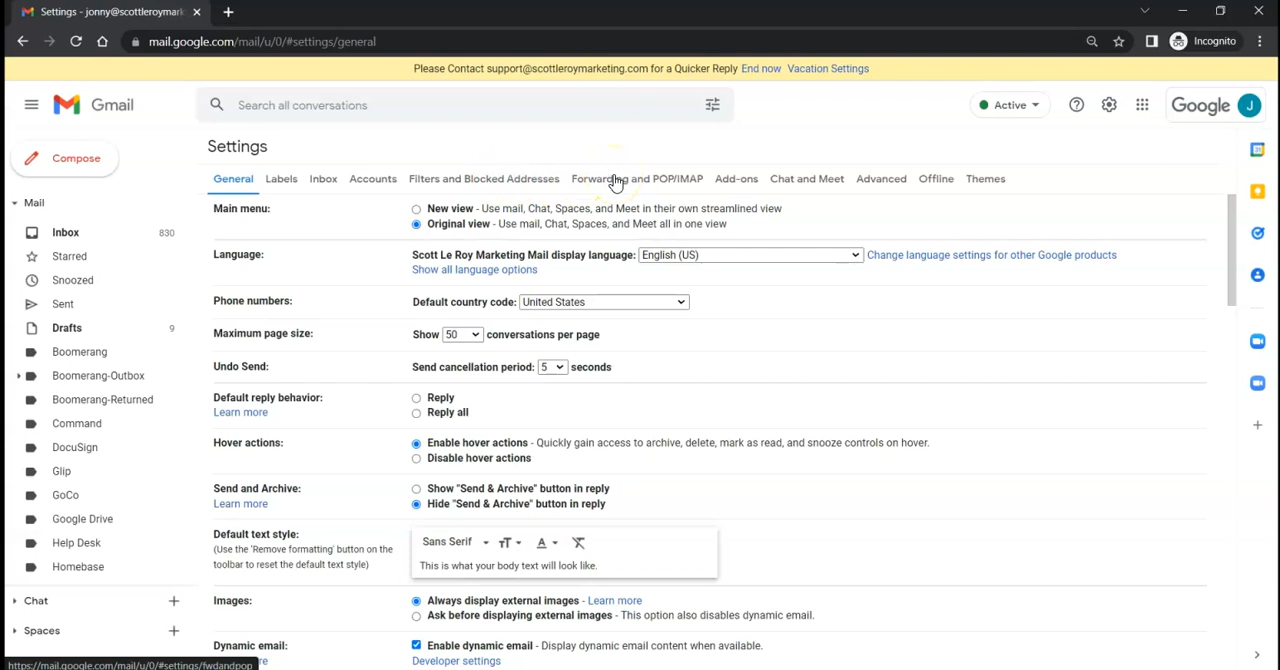 Settings - jonny@scottleroymark
mail.google.com/mail/u/0/#settings/general
Incognito
Please Contact support@scottleroymarketing.com for a Quicker Reply End now Vacation Settings
Gmail
Search all conversations
Active
Google
J
Compose
Settings
General Labels Inbox Accounts Filters and Blocked Addresses Forwarding and POP/IMAP Add-ons Chat and Meet Advanced Offline Themes
Mail
Inbox 830
Starred
Snoozed
Sent
Drafts 9
Boomerang
Boomerang-Outbox
Boomerang-Returned
Command
DocuSign
Glip
GoCo
Google Drive
Help Desk
Homebase
Chat
Spaces
Main menu:
New view - Use mail, Chat, Spaces, and Meet in their own streamlined view
Original view - Use mail, Chat, Spaces, and Meet all in one view
Language:
Scott Le Roy Marketing Mail display language: English (US) Change language settings for other Google products
Show all language options
Phone numbers:
Default country code: United States
Maximum page size:
Show 50 conversations per page
Undo Send:
Send cancellation period: 5 seconds
Default reply behavior:
Learn more
Reply
Reply all
Hover actions:
Enable hover actions - Quickly gain access to archive, delete, mark as read, and snooze controls on hover.
Disable hover actions
Send and Archive:
Learn more
Show "Send & Archive" button in reply
Hide "Send & Archive" button in reply
Default text style:
(Use the 'Remove formatting' button on the
toolbar to reset the default text style)
Sans Serif
This is what your body text will look like.
Images:
Always display external images - Learn more
Ask before displaying external images - This option also disables dynamic email.
Dynamic email:
Enable dynamic email - Display dynamic email content when available.
Developer settings
https://mail.google.com/mail/u/0/#settings/fwdandpop
31